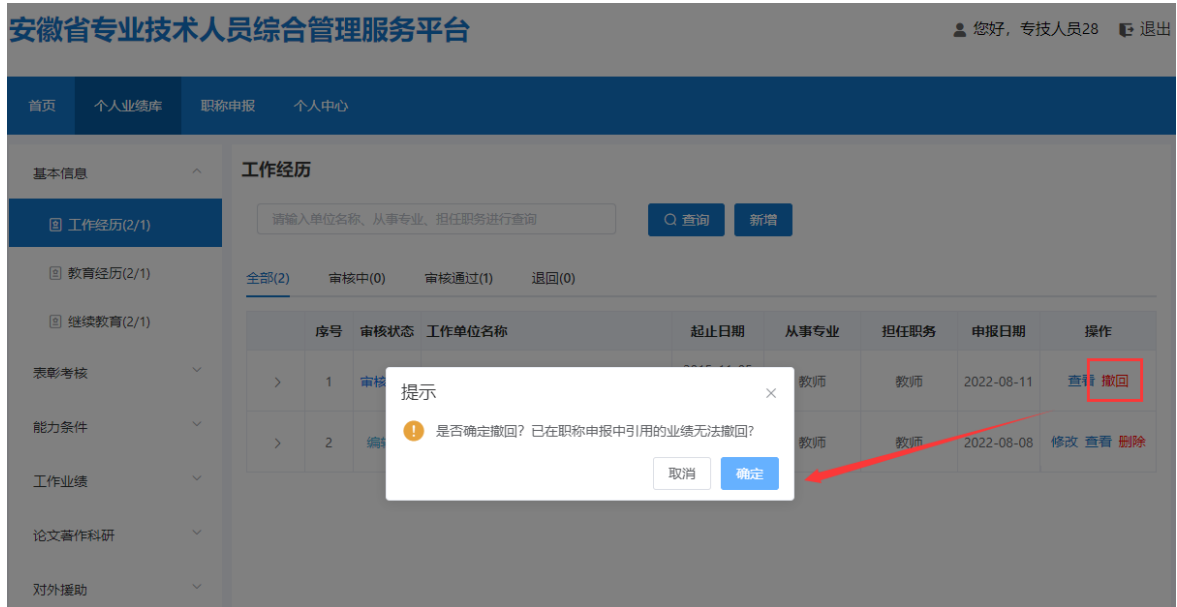 安徽省专业技术人员综合管理服务平台
您好，专技人员28 退出
首页 个人业绩库 职称申报 个人中心
基本信息
工作经历(2/1)
教育经历(2/1)
继续教育(2/1)
表彰考核
能力条件
工作业绩
论文著作科研
对外援助
工作经历
请输入单位名称、从事专业、担任职务进行查询 查询 新增
全部(2) 审核中(0) 审核通过(1) 退回(0)
序号 审核状态 工作单位名称 起止日期 从事专业 担任职务 申报日期 操作
1 审核 教师 教师 2022-08-11 查看 撤回
2 编辑 教师 教师 2022-08-08 修改 查看 删除
提示
是否确定撤回？已在职称申报中引用的业绩无法撤回?
取消 确定